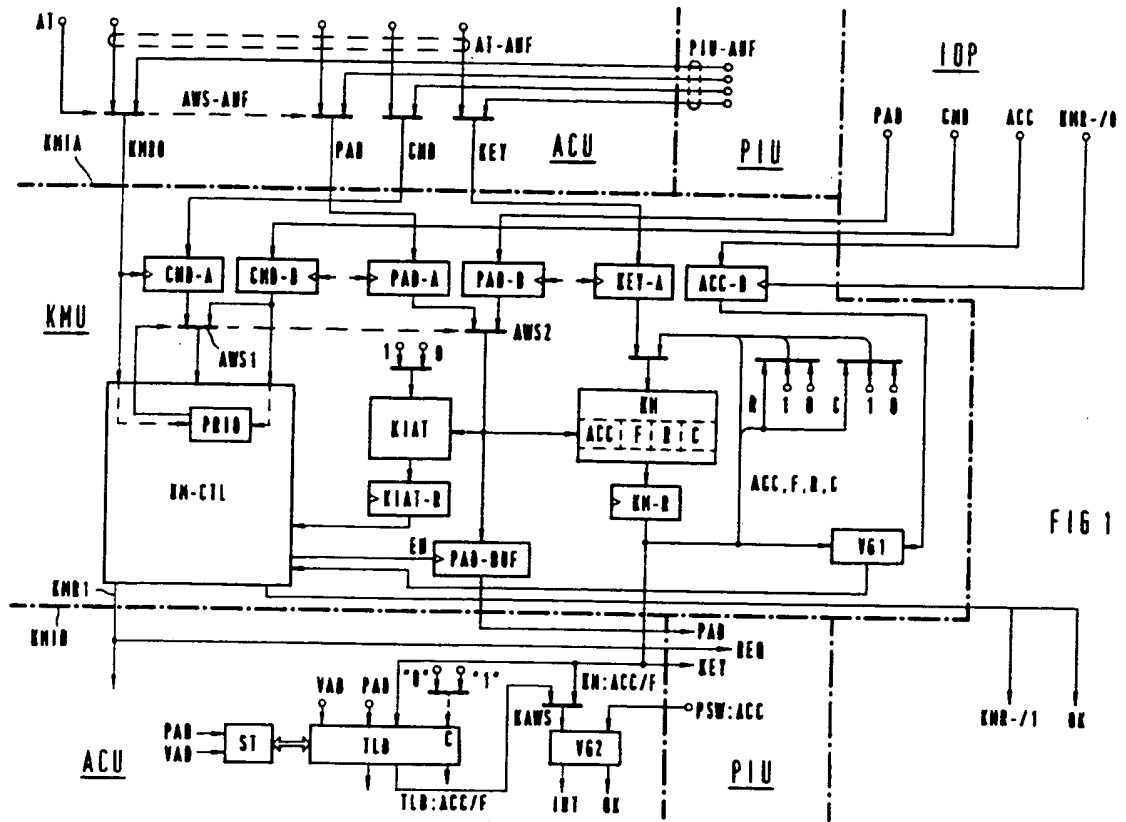 AT
AT-ANF
PIU-ANF
IOP
AWS-ANF
PAD
CMD
ACC
KMR-/0
KMIA
KMR0
PAD
CMD
KEY
ACU
PIU
CMD-A
CMD-B
PAD-A
PAD-B
KEY-A
ACC-B
KMU
AWS1
AWS2
1
0
KM
R
1
0
C
1
0
PRIO
KIAT
ACC
F
R
C
KM-CTL
ACC, F, R, C
KIAT-R
KM-R
FIG 1
EN
VG1
PAD-BUF
KMR1
KMIB
PAD
REQ
KEY
VAD
PAD
"0"
"1"
KM:ACC/F
KAWS
PSW:ACC
KMR-/1
OK
PAD
VAD
ST
TLB
C
VG2
ACU
TLB:ACC/F
INT
OK
PIU